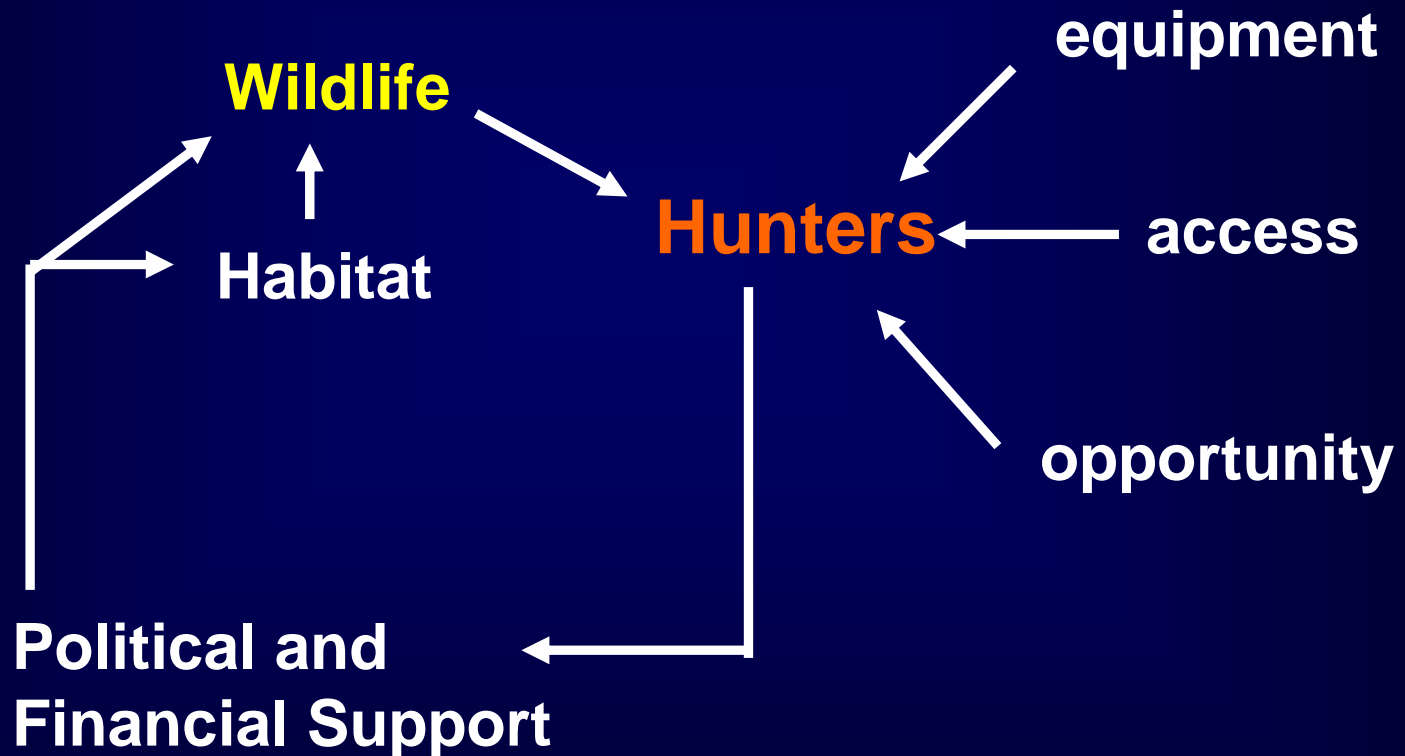 equipment
Wildlife
Hunters
access
Habitat
opportunity
Political and
Financial Support